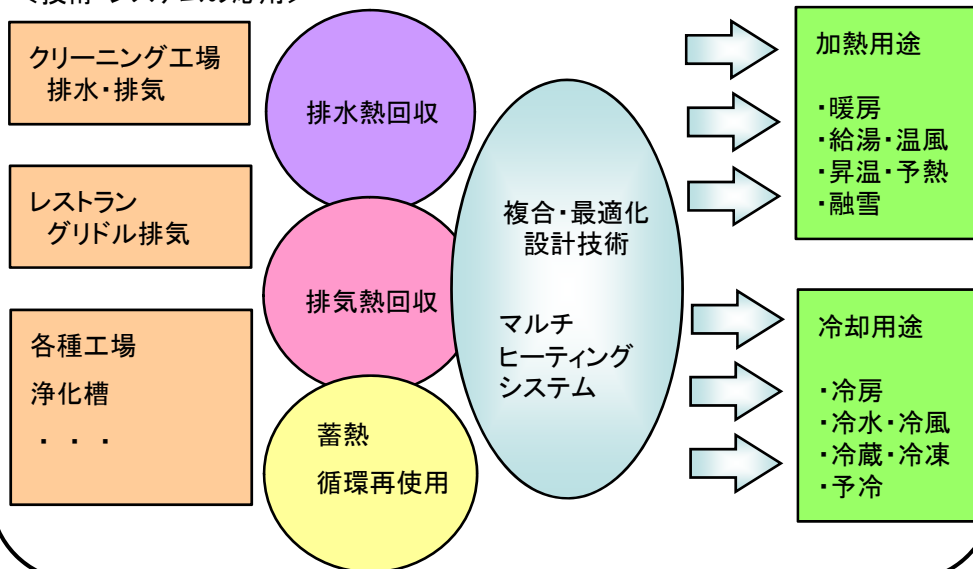 クリーニング工場
排水・排気
レストラン
グリドル排気
各種工場
浄化槽
・ ・ ・
排水熱回収
排気熱回収
蓄熱
循環再使用
複合・最適化
設計技術
マルチ
ヒーティング
システム
加熱用途
・暖房
・給湯・温風
・昇温・予熱
・融雪
冷却用途
・冷房
・冷水・冷風
・冷蔵・冷凍
・予冷